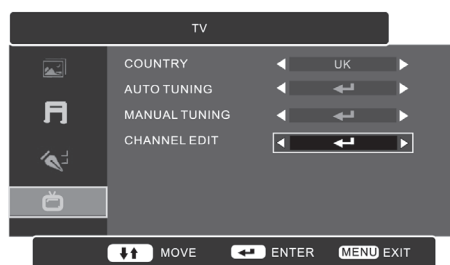 TV
COUNTRY UK
AUTO TUNING
MANUAL TUNING
CHANNEL EDIT
MOVE ENTER MENU EXIT